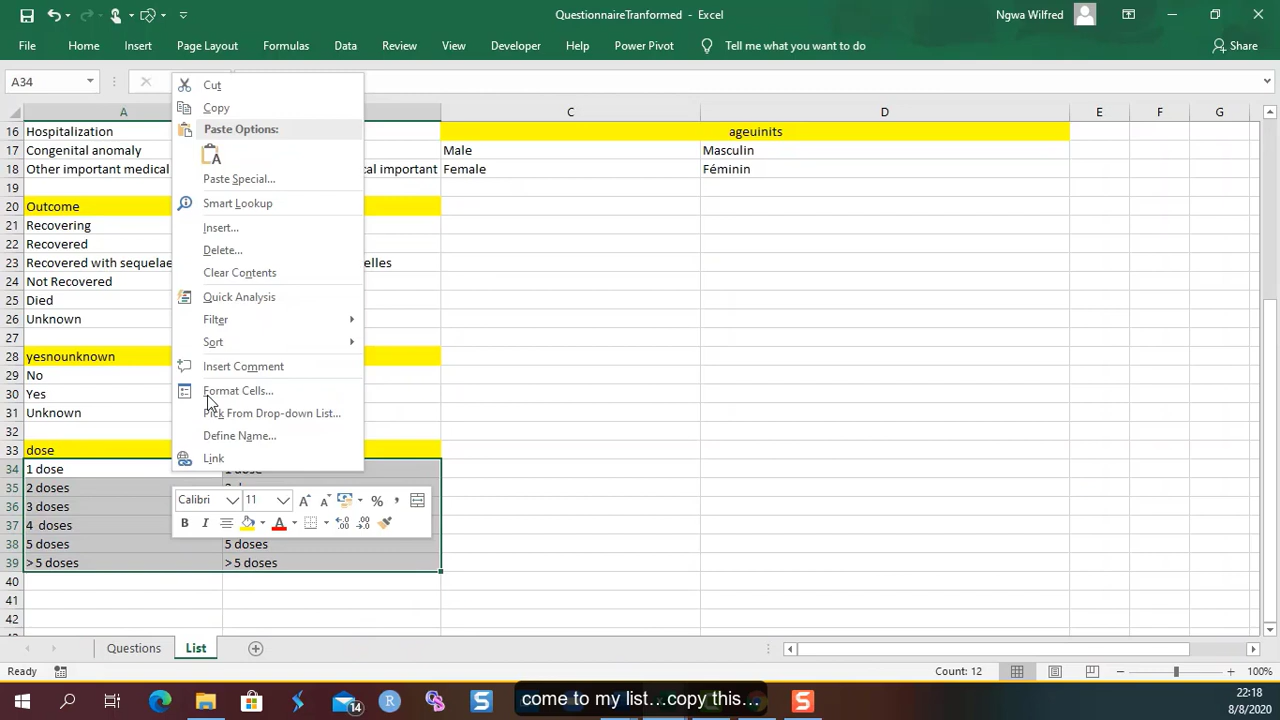 QuestionnaireTranformed - Excel
Ngwa Wilfred
File Home Insert Page Layout Formulas Data Review View Developer Help Power Pivot Tell me what you want to do Share
A34
A C D E F G
Cut
Copy
Paste Options:
Paste Special...
Smart Lookup
Insert...
Delete...
Clear Contents
Quick Analysis
Filter
Sort
Insert Comment
Format Cells...
Pick From Drop-down List...
Define Name...
Link
Calibri 11 % ,
B I A
16 Hospitalization ageuinits
17 Congenital anomaly Male Masculin
18 Other important medical cal important Female Féminin
19
20 Outcome
21 Recovering
22 Recovered
23 Recovered with sequelae elles
24 Not Recovered
25 Died
26 Unknown
27
28 yesnounknown
29 No
30 Yes
31 Unknown
32
33 dose
34 1 dose 1 dose
35 2 doses
36 3 doses
37 4 doses
38 5 doses 5 doses
39 > 5 doses > 5 doses
40
41
42
Questions List
Ready Count: 12 100%
come to my list...copy this...
14
22:18
8/8/2020